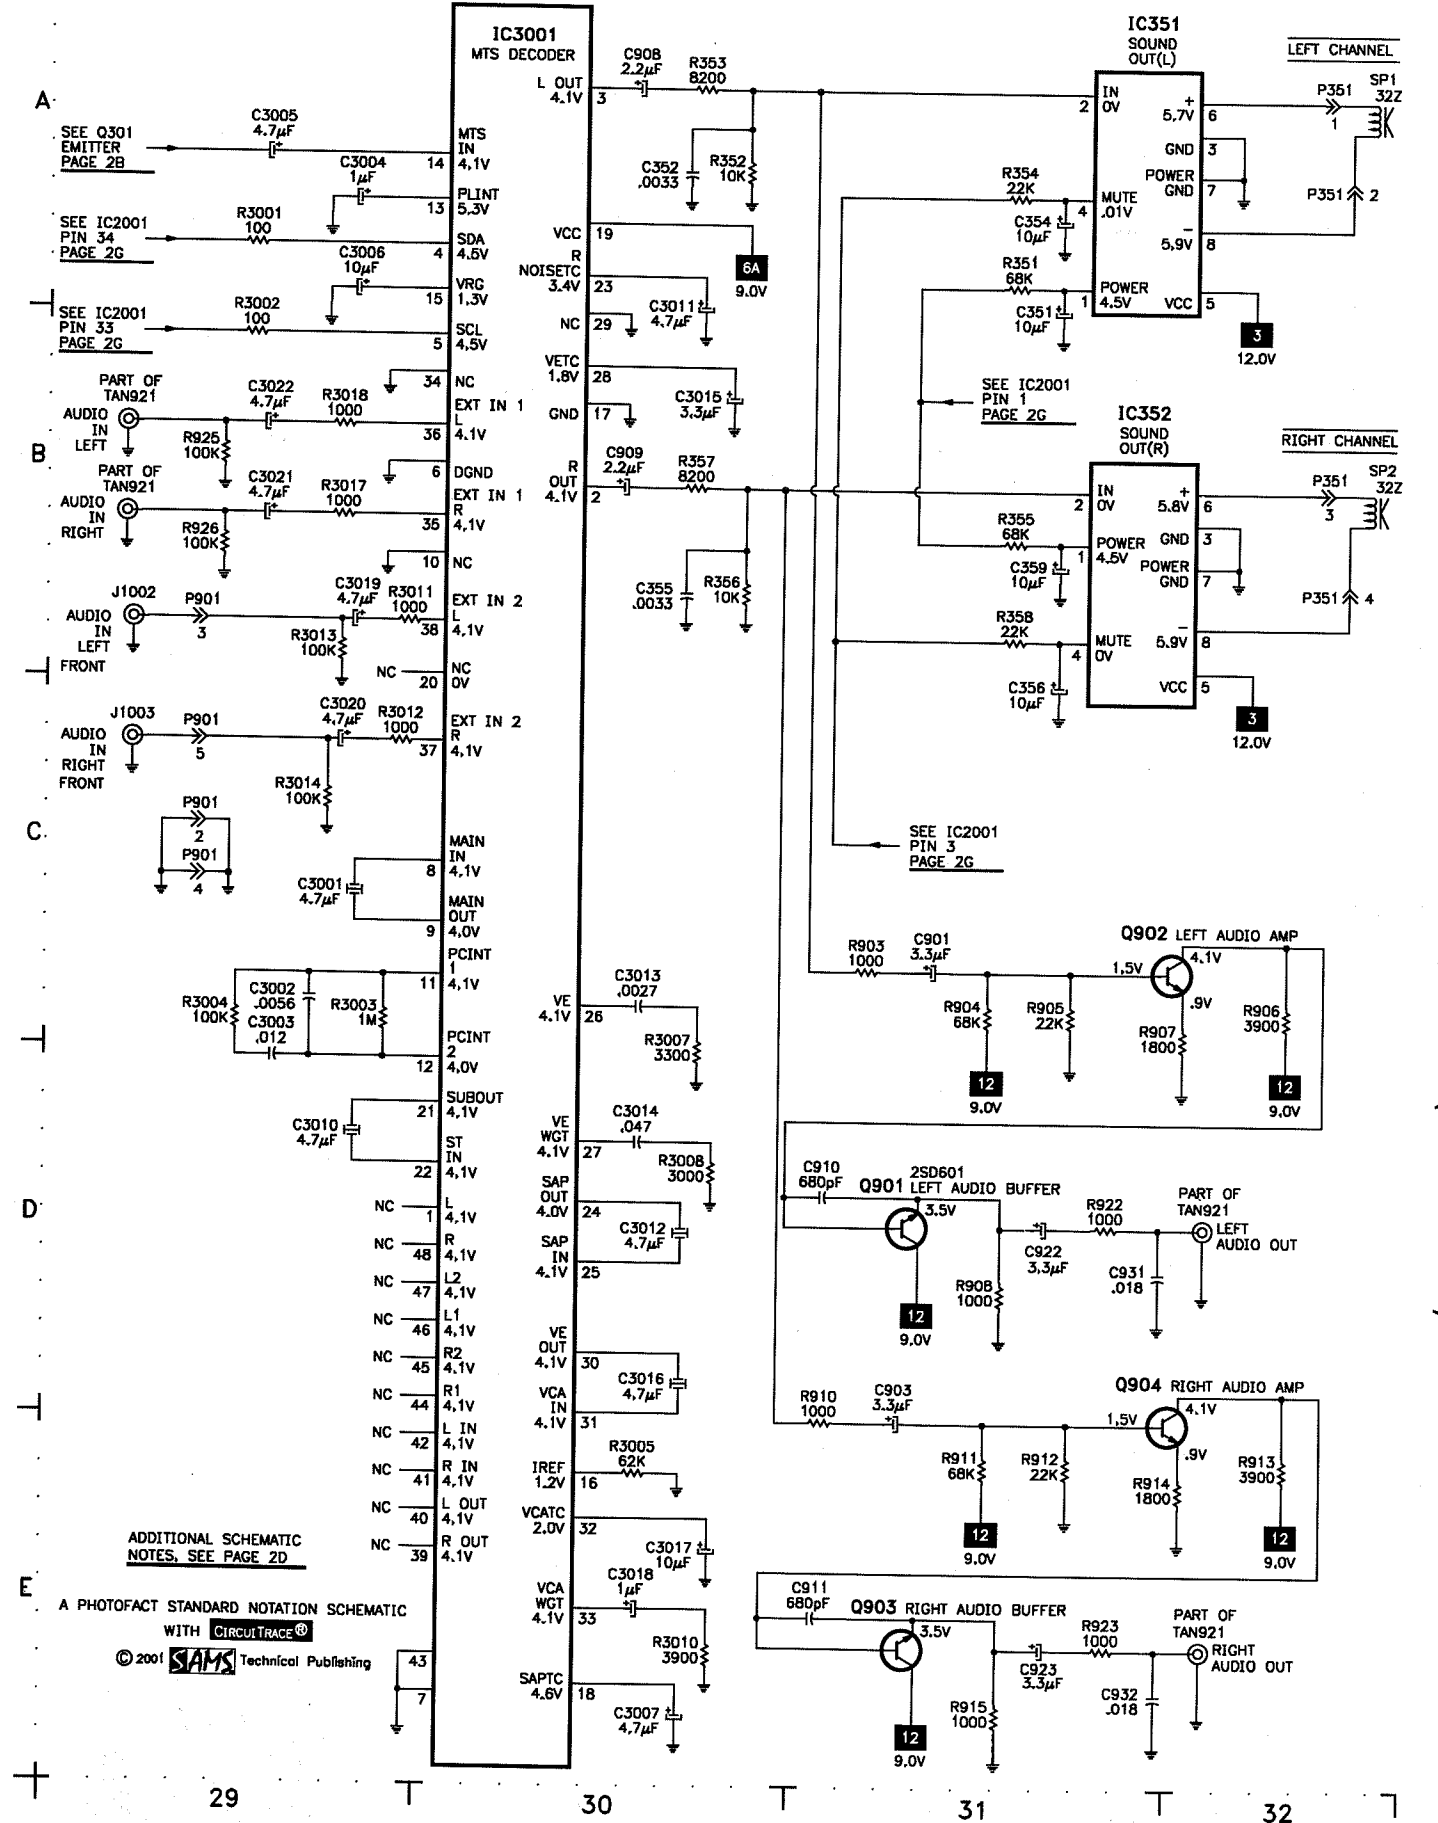 IC3001
MTS DECODER
L OUT
4.1V
3
C908
2.2µF
R353
8200
IC351
SOUND
OUT(L)
LEFT CHANNEL
IN
0V
2
+
5.7V
6
P351
1
SP1
32Z
GND
3
POWER
GND
7
P351
2
MUTE
.01V
4
–
5.9V
8
POWER
4.5V
1
VCC
5
3
12.0V
R354
22K
C354
10µF
R351
68K
C351
10µF
C352
.0033
R352
10K
A
SEE Q301
EMITTER
PAGE 2B
C3005
4.7µF
MTS
IN
4.1V
14
C3004
1µF
PLINT
5.3V
13
SEE IC2001
PIN 34
PAGE 2G
R3001
100
SDA
4.5V
4
C3006
10µF
VRG
1.3V
15
SEE IC2001
PIN 33
PAGE 2G
R3002
100
SCL
4.5V
5
VCC
19
6A
9.0V
R
NOISETC
3.4V
23
C3011
4.7µF
NC
29
VETC
1.8V
28
C3015
3.3µF
GND
17
34
NC
PART OF
TAN921
AUDIO
IN
LEFT
C3022
4.7µF
R3018
1000
R925
100K
EXT IN 1
L
4.1V
36
B
6
DGND
PART OF
TAN921
AUDIO
IN
RIGHT
C3021
4.7µF
R3017
1000
R926
100K
EXT IN 1
R
4.1V
35
10
NC
R
OUT
4.1V
2
C909
2.2µF
R357
8200
C355
.0033
R356
10K
SEE IC2001
PIN 1
PAGE 2G
IC352
SOUND
OUT(R)
RIGHT CHANNEL
IN
0V
2
+
5.8V
6
P351
3
SP2
32Z
R355
68K
POWER
4.5V
1
GND
3
C359
10µF
POWER
GND
7
P351
4
R358
22K
MUTE
0V
4
–
5.9V
8
C356
10µF
VCC
5
3
12.0V
J1002
AUDIO
IN
LEFT
FRONT
P901
3
C3019
4.7µF
R3011
1000
R3013
100K
EXT IN 2
L
4.1V
38
NC
20
NC
0V
J1003
AUDIO
IN
RIGHT
FRONT
P901
5
C3020
4.7µF
R3012
1000
R3014
100K
EXT IN 2
R
4.1V
37
C
P901
2
P901
4
C3001
4.7µF
MAIN
IN
4.1V
8
MAIN
OUT
4.0V
9
PCINT
1
4.1V
11
R3004
100K
C3002
.0056
C3003
.012
R3003
1M
PCINT
2
4.0V
12
SUBOUT
4.1V
21
C3010
4.7µF
ST
IN
4.1V
22
SEE IC2001
PIN 3
PAGE 2G
VE
4.1V
26
C3013
.0027
R3007
3300
VE
WGT
4.1V
27
C3014
.047
R3008
3000
R903
1000
C901
3.3µF
R904
68K
12
9.0V
R905
22K
Q902 LEFT AUDIO AMP
1.5V
4.1V
.9V
R907
1800
R906
3900
12
9.0V
D
NC
1
L
4.1V
NC
48
R
4.1V
NC
47
L2
4.1V
NC
46
L1
4.1V
NC
45
R2
4.1V
NC
44
R1
4.1V
NC
42
L IN
4.1V
NC
41
R IN
4.1V
NC
40
L OUT
4.1V
NC
39
R OUT
4.1V
SAP
OUT
4.0V
24
C3012
4.7µF
SAP
IN
4.1V
25
VE
OUT
4.1V
30
C3016
4.7µF
VCA
IN
4.1V
31
IREF
1.2V
16
R3005
62K
VCATC
2.0V
32
C3017
10µF
VCA
WGT
4.1V
33
C3018
1µF
R3010
3900
SAPTC
4.6V
18
C3007
4.7µF
43
7
C910
680pF
2SD601
Q901 LEFT AUDIO BUFFER
3.5V
12
9.0V
R908
1000
C922
3.3µF
R922
1000
C931
.018
PART OF
TAN921
LEFT
AUDIO OUT
R910
1000
C903
3.3µF
R911
68K
12
9.0V
R912
22K
Q904 RIGHT AUDIO AMP
1.5V
4.1V
.9V
R914
1800
R913
3900
12
9.0V
C911
680pF
Q903 RIGHT AUDIO BUFFER
3.5V
12
9.0V
R915
1000
C923
3.3µF
R923
1000
C932
.018
PART OF
TAN921
RIGHT
AUDIO OUT
ADDITIONAL SCHEMATIC
NOTES, SEE PAGE 2D
E
A PHOTOFACT STANDARD NOTATION SCHEMATIC
WITH CIRCUITRACE®
© 2001 SAMS Technical Publishing
29
30
31
32